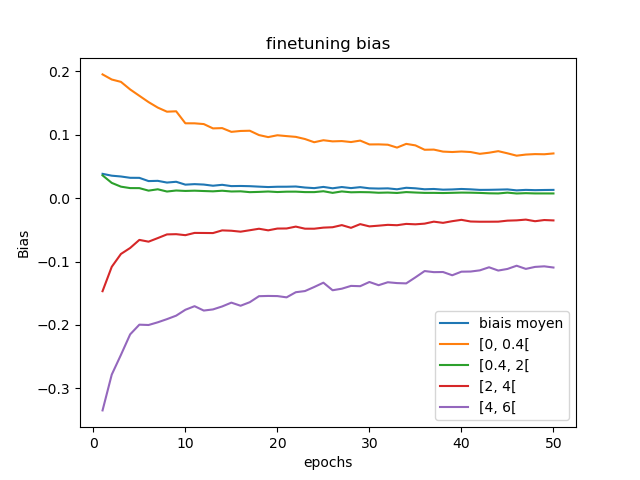 finetuning bias
Bias
0.2
0.1
0.0
−0.1
−0.2
−0.3
0 10 20 30 40 50
epochs
biais moyen
[0, 0.4[
[0.4, 2[
[2, 4[
[4, 6[